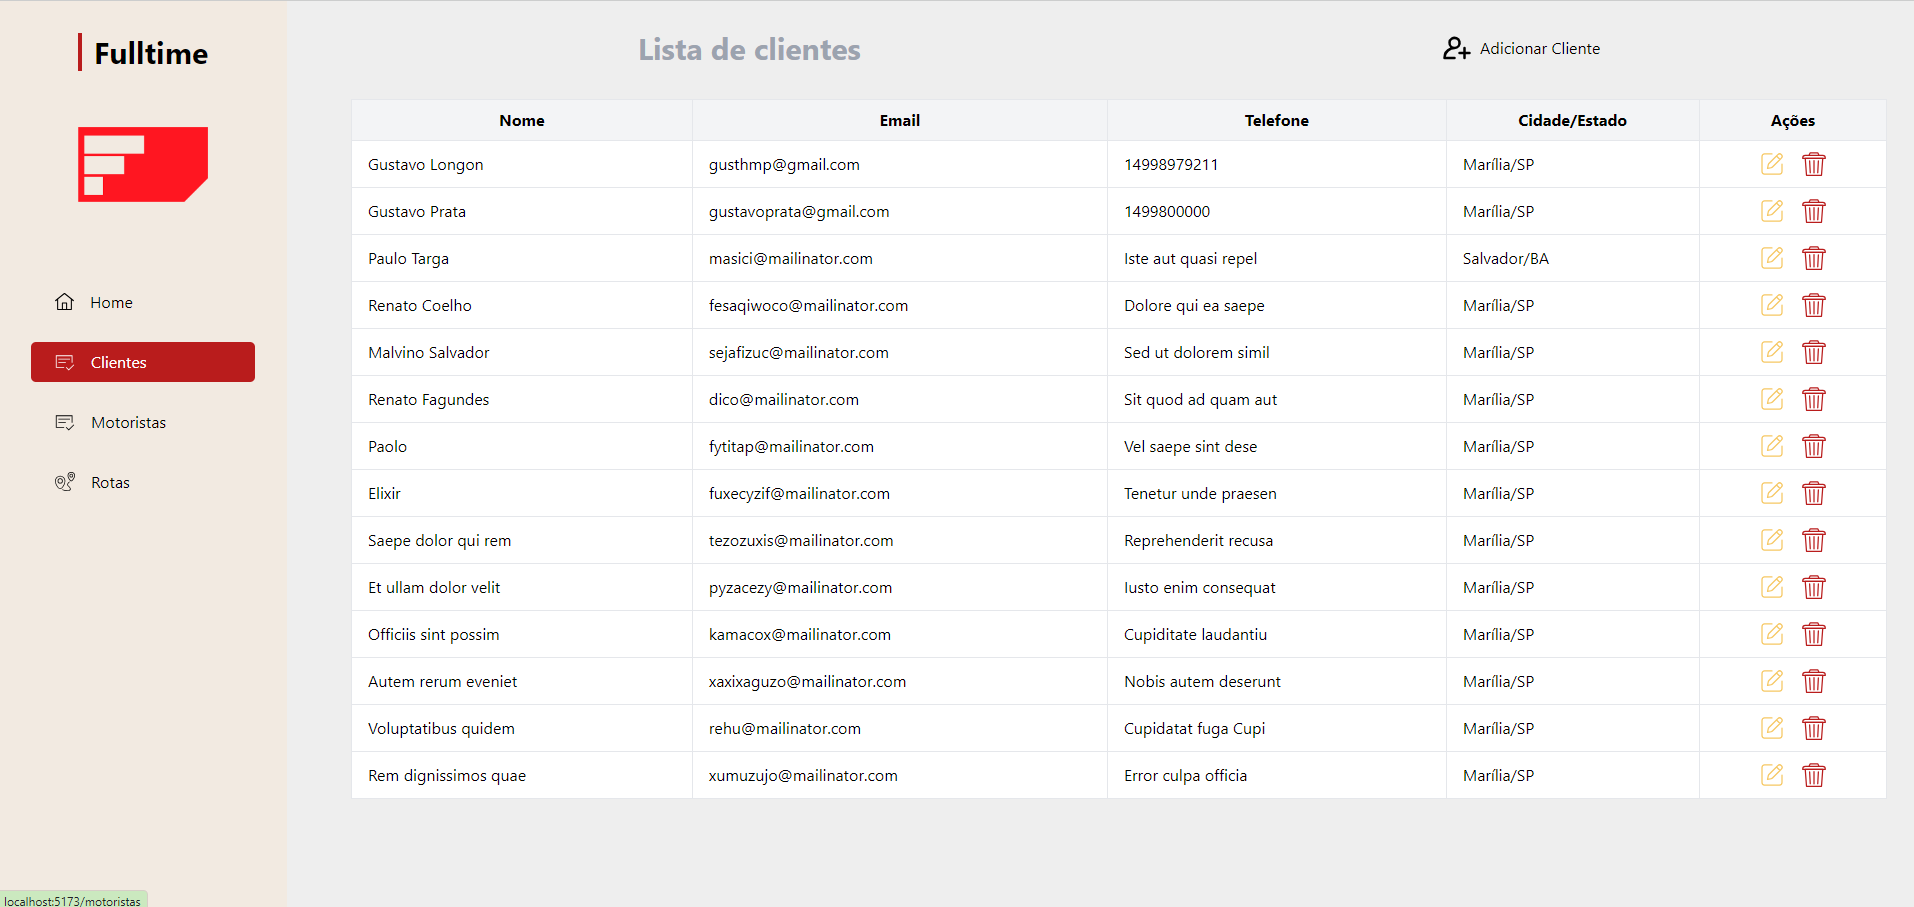 Fulltime
Home
Clientes
Motoristas
Rotas
Lista de clientes
Adicionar Cliente
Nome Email Telefone Cidade/Estado Ações
Gustavo Longon gusthmp@gmail.com 14998979211 Marília/SP
Gustavo Prata gustavoprata@gmail.com 1499800000 Marília/SP
Paulo Targa masici@mailinator.com Iste aut quasi repel Salvador/BA
Renato Coelho fesaqiwoco@mailinator.com Dolore qui ea saepe Marília/SP
Malvino Salvador sejafizuc@mailinator.com Sed ut dolorem simil Marília/SP
Renato Fagundes dico@mailinator.com Sit quod ad quam aut Marília/SP
Paolo fytitap@mailinator.com Vel saepe sint dese Marília/SP
Elixir fuxecyzif@mailinator.com Tenetur unde praesen Marília/SP
Saepe dolor qui rem tezozuxis@mailinator.com Reprehenderit recusa Marília/SP
Et ullam dolor velit pyzacezy@mailinator.com Iusto enim consequat Marília/SP
Officiis sint possim kamacox@mailinator.com Cupiditate laudantiu Marília/SP
Autem rerum eveniet xaxixaguzo@mailinator.com Nobis autem deserunt Marília/SP
Voluptatibus quidem rehu@mailinator.com Cupidatat fuga Cupi Marília/SP
Rem dignissimos quae xumuzujo@mailinator.com Error culpa officia Marília/SP
localhost:5173/motoristas